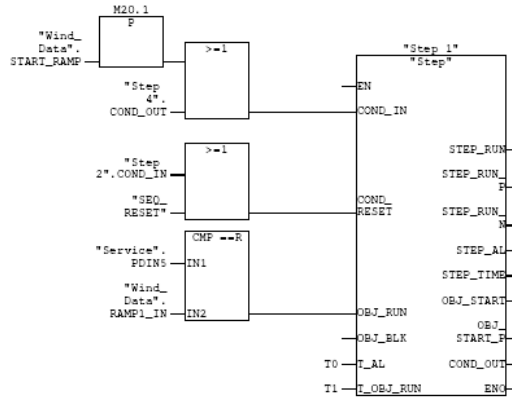 M20.1
P
"Wind_
Data".
START_RAMP
>=1
"Step
4".
COND_OUT
"Step 1"
"Step"
EN
COND_IN
>=1
"Step
2".COND_IN
"SEQ_
RESET"
COND_
RESET
STEP_RUN
STEP_RUN_
P
STEP_RUN_
N
CMP ==R
"Service".
PDIN5
IN1
"Wind_
Data".
RAMP1_IN
IN2
STEP_AL
STEP_TIME
OBJ_START
OBJ_RUN
OBJ_BLK
OBJ_
START_P
T0
T_AL
COND_OUT
T1
T_OBJ_RUN
ENO